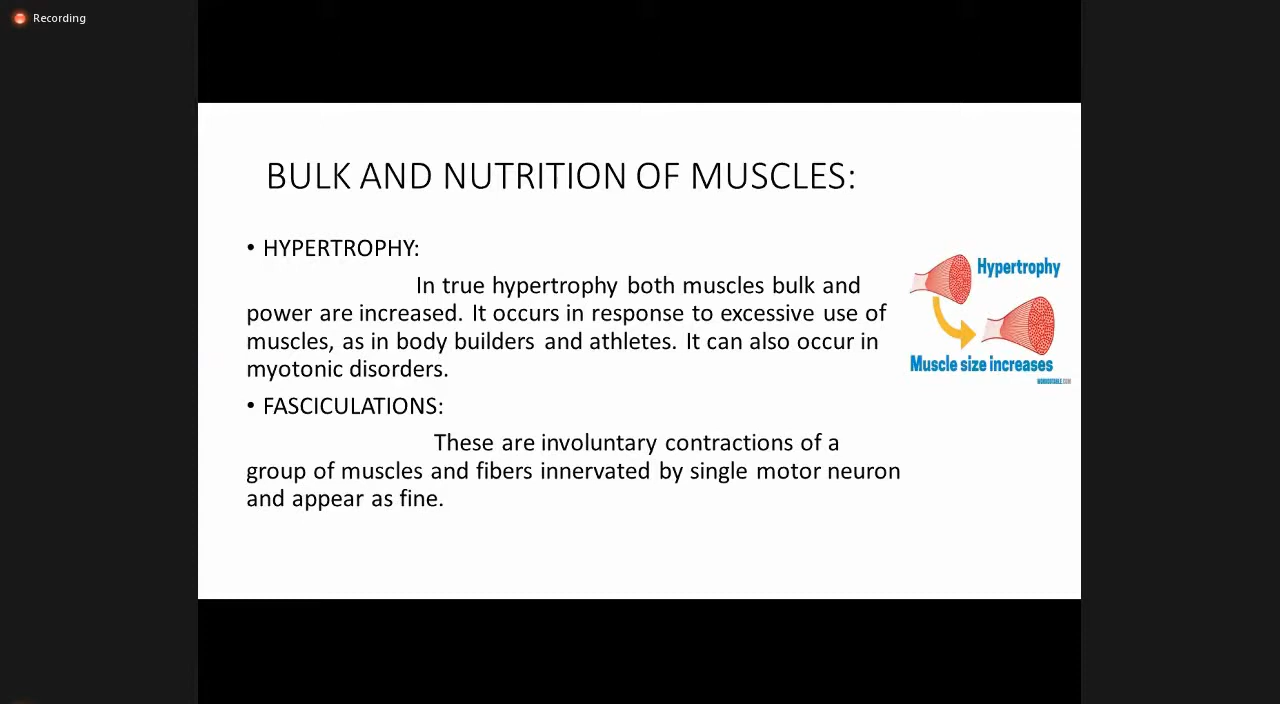 Recording
BULK AND NUTRITION OF MUSCLES:
• HYPERTROPHY:
In true hypertrophy both muscles bulk and
power are increased. It occurs in response to excessive use of
muscles, as in body builders and athletes. It can also occur in
myotonic disorders.
• FASCICULATIONS:
These are involuntary contractions of a
group of muscles and fibers innervated by single motor neuron
and appear as fine.
Hypertrophy
Muscle size increases